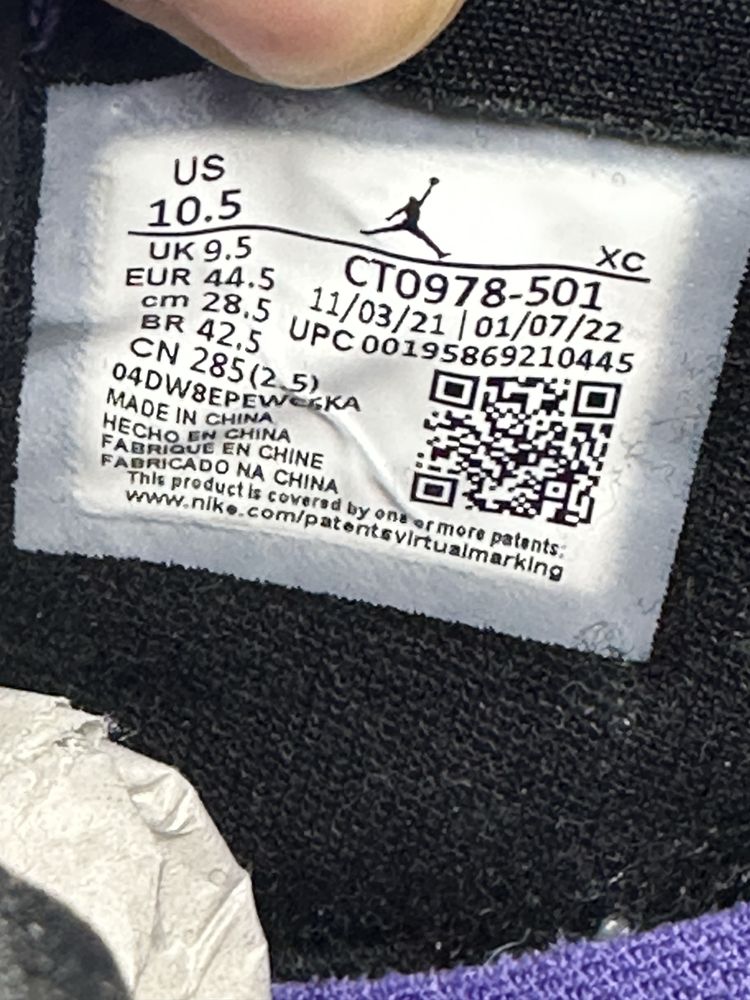 US
10.5
XC
UK 9.5
EUR 44.5
cm 28.5
BR 42.5
CN 285(2.5)
CT0978-501
11/03/21 | 01/07/22
UPC 00195869210445
MADE IN CHINA
HECHO EN CHINA
FABRIQUÉ EN CHINE
FABRICADO NA CHINA
This product is covered by one or more patents:
www.nike.com/patentsvirtualmarking